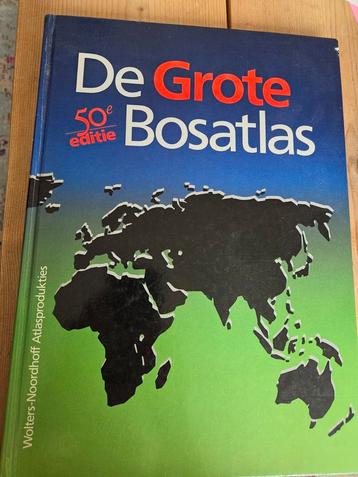 De Grote
50e editie
Bosatlas
Wolters-Noordhoff Atlasprodukties